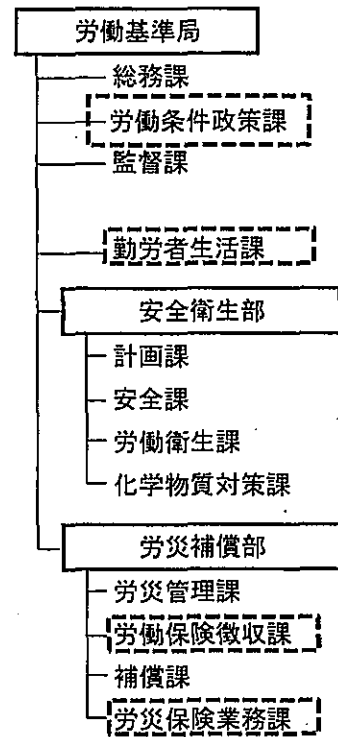 労働基準局
総務課
労働条件政策課
監督課
勤労者生活課
安全衛生部
計画課
安全課
労働衛生課
化学物質対策課
労災補償部
労災管理課
労働保険徴収課
補償課
労災保険業務課